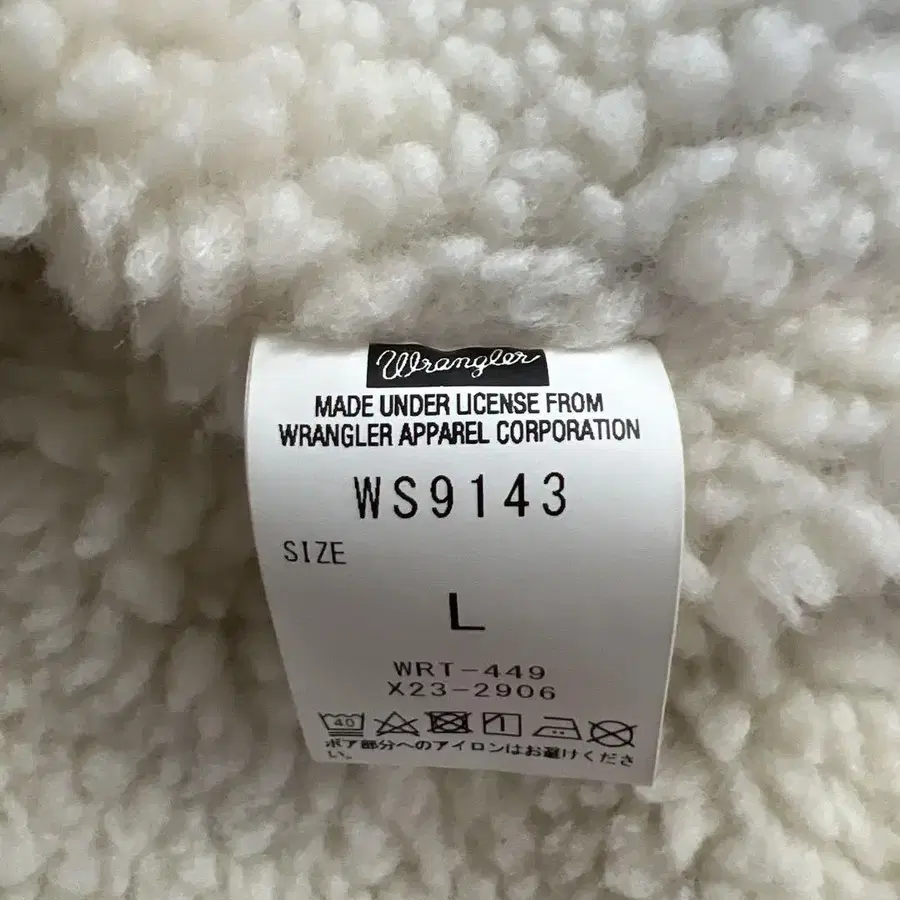 Wrangler
MADE UNDER LICENSE FROM
WRANGLER APPAREL CORPORATION
WS9143
SIZE
L
WRT-449
X23-2906
40
ボア部分へのアイロンはお避けくださ
い。